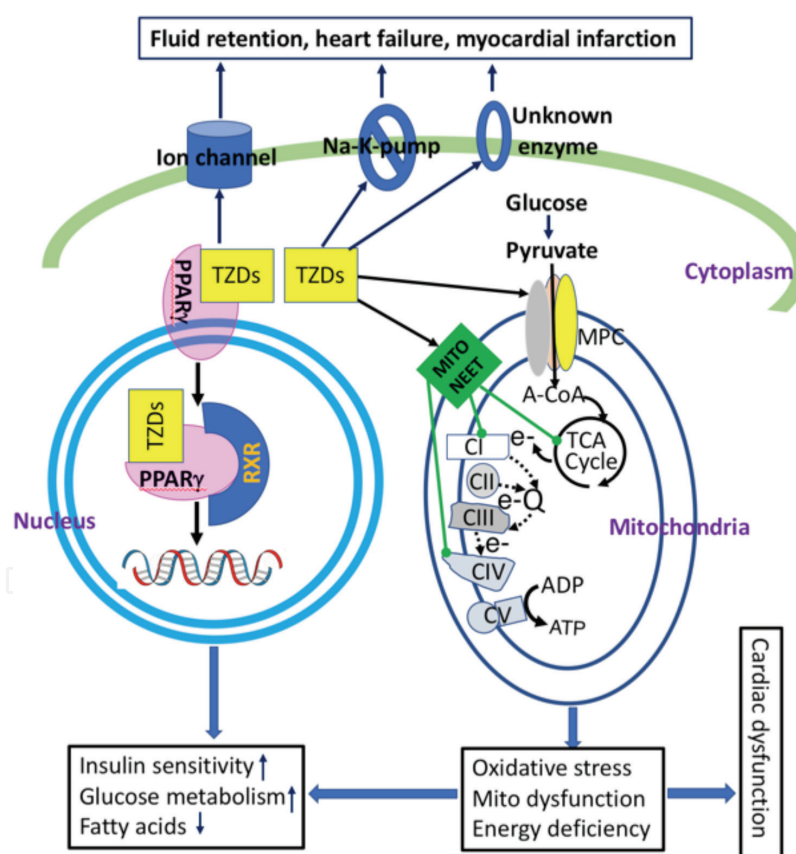 Fluid retention, heart failure, myocardial infarction
Ion channel
Na-K-pump
Unknown
enzyme
Glucose
Pyruvate
Cytoplasm
PPARγ
TZDs
TZDs
MPC
MITO
NEET
A-CoA
TZDs
PPARγ
RXR
Nucleus
CI
e-
TCA
Cycle
CII
e-Q
CIII
e-
Mitochondria
CIV
CV
ADP
ATP
Insulin sensitivity ↑
Glucose metabolism ↑
Fatty acids ↓
Oxidative stress
Mito dysfunction
Energy deficiency
Cardiac dysfunction